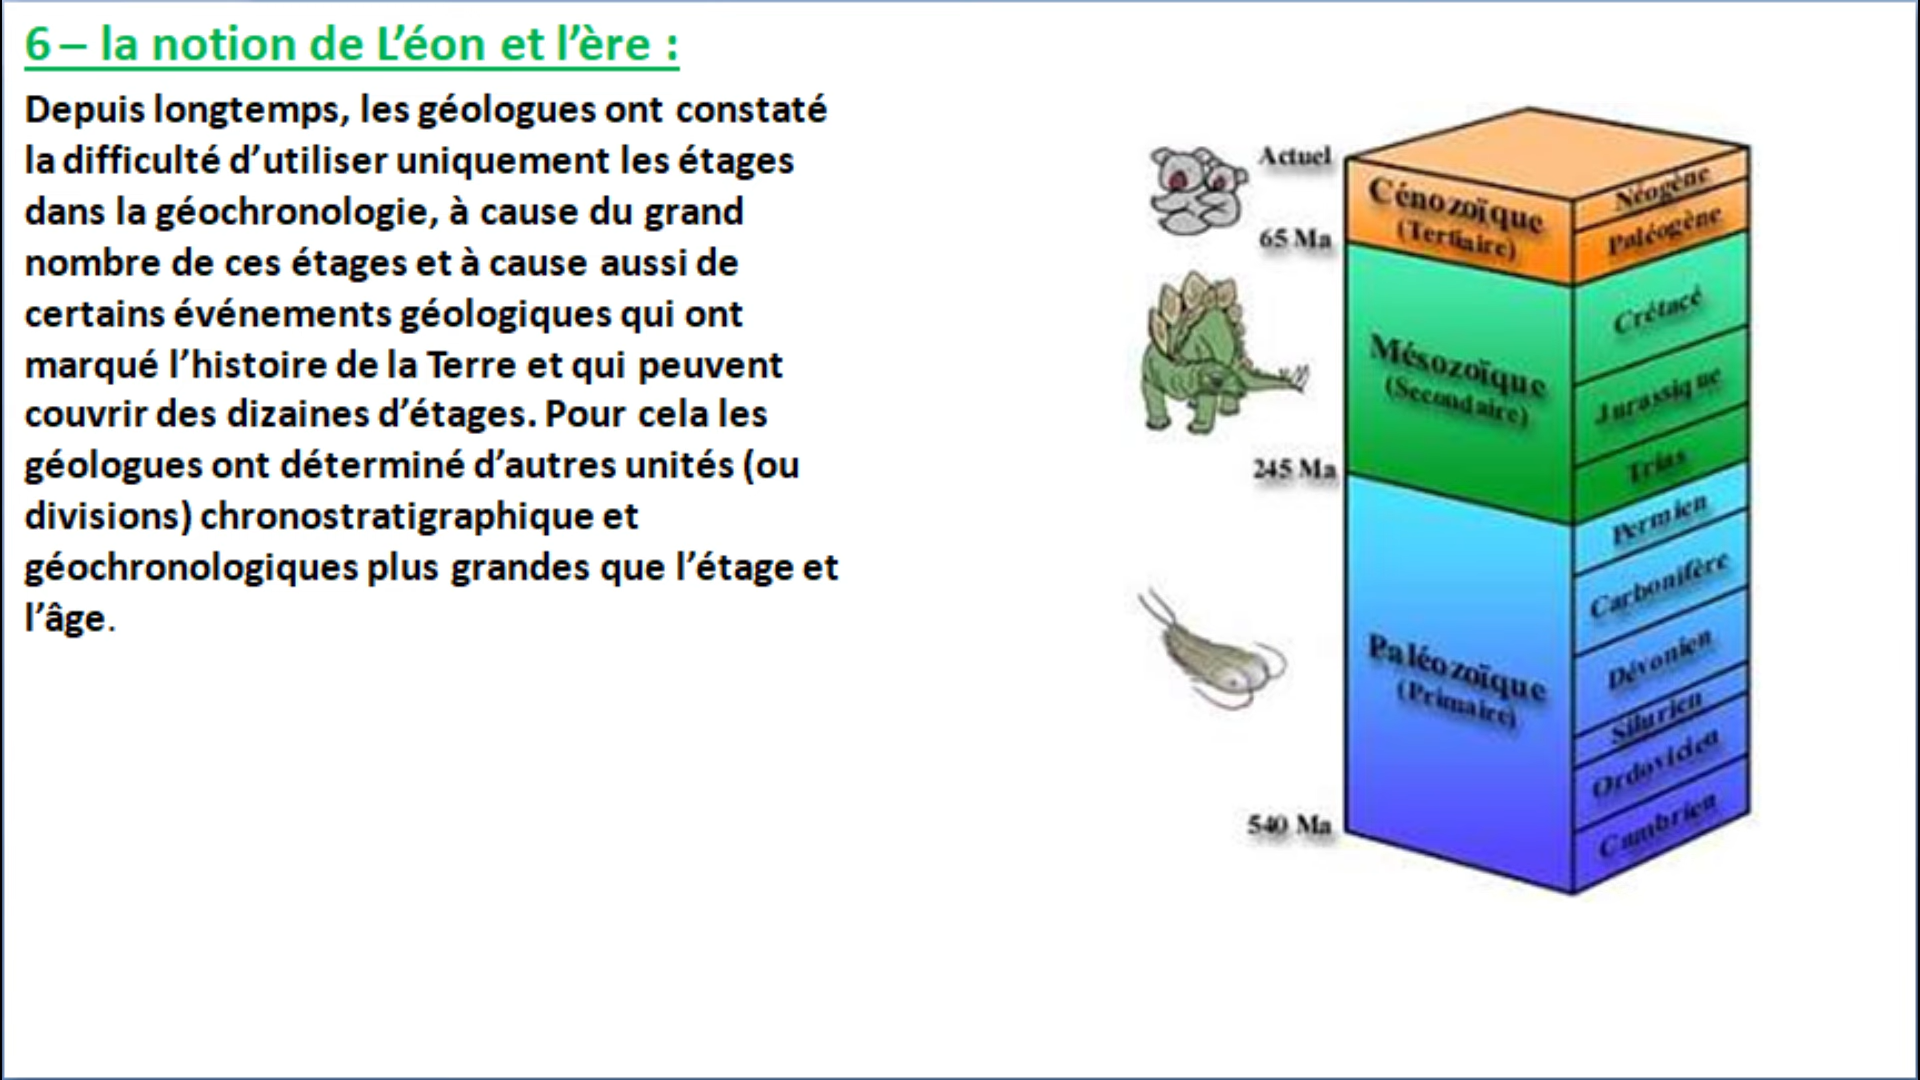 6 – la notion de L’éon et l’ère :
Depuis longtemps, les géologues ont constaté
la difficulté d’utiliser uniquement les étages
dans la géochronologie, à cause du grand
nombre de ces étages et à cause aussi de
certains événements géologiques qui ont
marqué l’histoire de la Terre et qui peuvent
couvrir des dizaines d’étages. Pour cela les
géologues ont déterminé d’autres unités (ou
divisions) chronostratigraphique et
géochronologiques plus grandes que l’étage et
l’âge.
Actuel
65 Ma
245 Ma
540 Ma
Cénozoïque
(Tertiaire)
Mésozoïque
(Secondaire)
Paléozoïque
(Primaire)
Néogène
Paléogène
Crétacé
Jurassique
Trias
Permien
Carbonifère
Dévonien
Silurien
Ordovicien
Cambrien